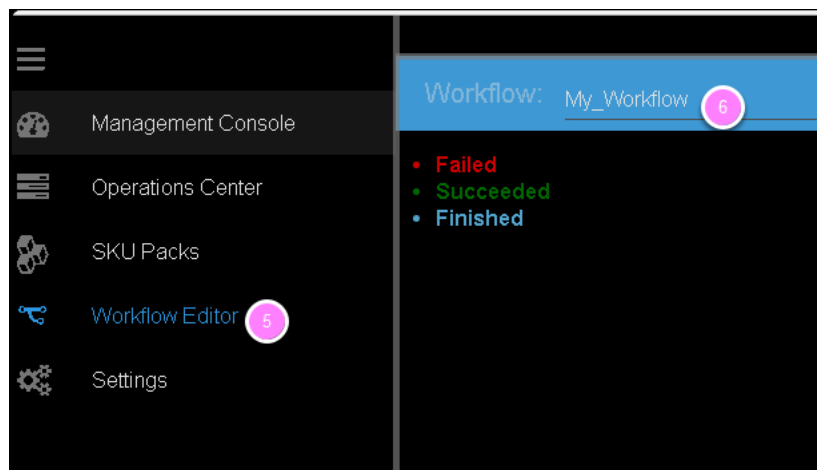 Management Console
Operations Center
SKU Packs
Workflow Editor 5
Settings
Workflow: My_Workflow 6
Failed
Succeeded
Finished